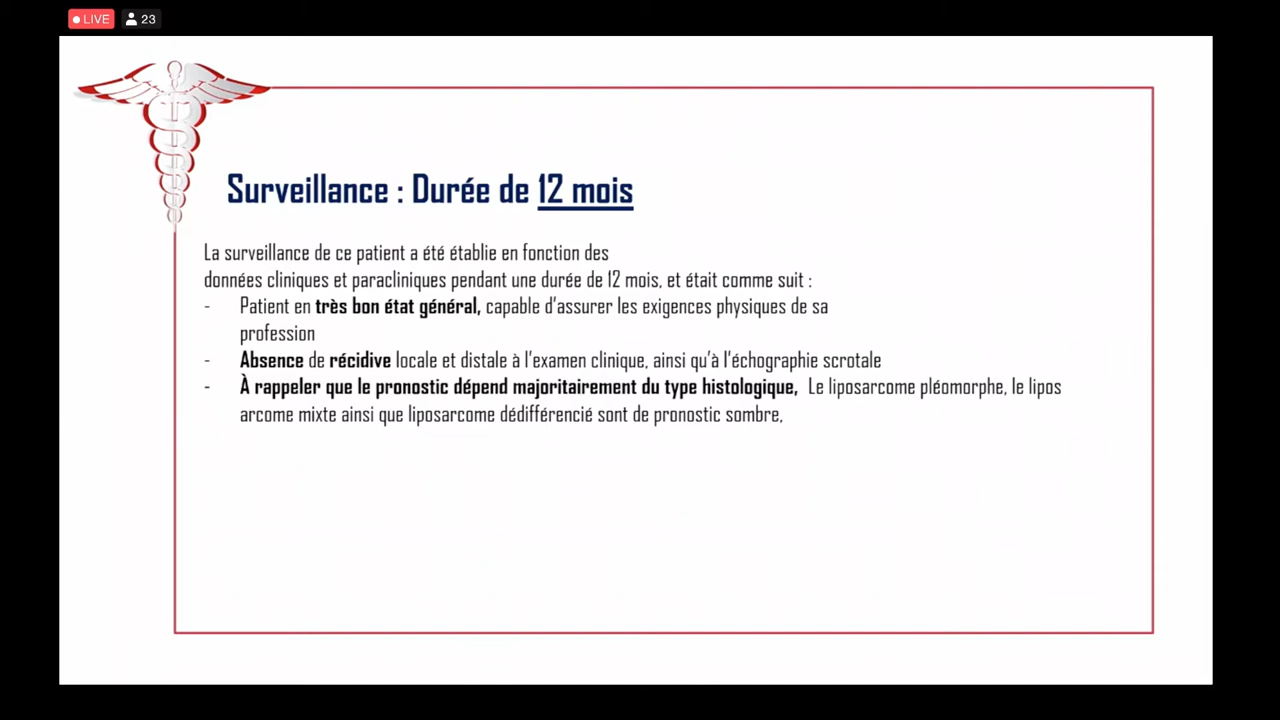 LIVE 23
Surveillance : Durée de 12 mois
La surveillance de ce patient a été établie en fonction des
données cliniques et paracliniques pendant une durée de 12 mois, et était comme suit :
- Patient en très bon état général, capable d'assurer les exigences physiques de sa
profession
- Absence de récidive locale et distale à l'examen clinique, ainsi qu'à l'échographie scrotale
- À rappeler que le pronostic dépend majoritairement du type histologique, Le liposarcome pléomorphe, le lipos
arcome mixte ainsi que liposarcome dédifférencié sont de pronostic sombre,